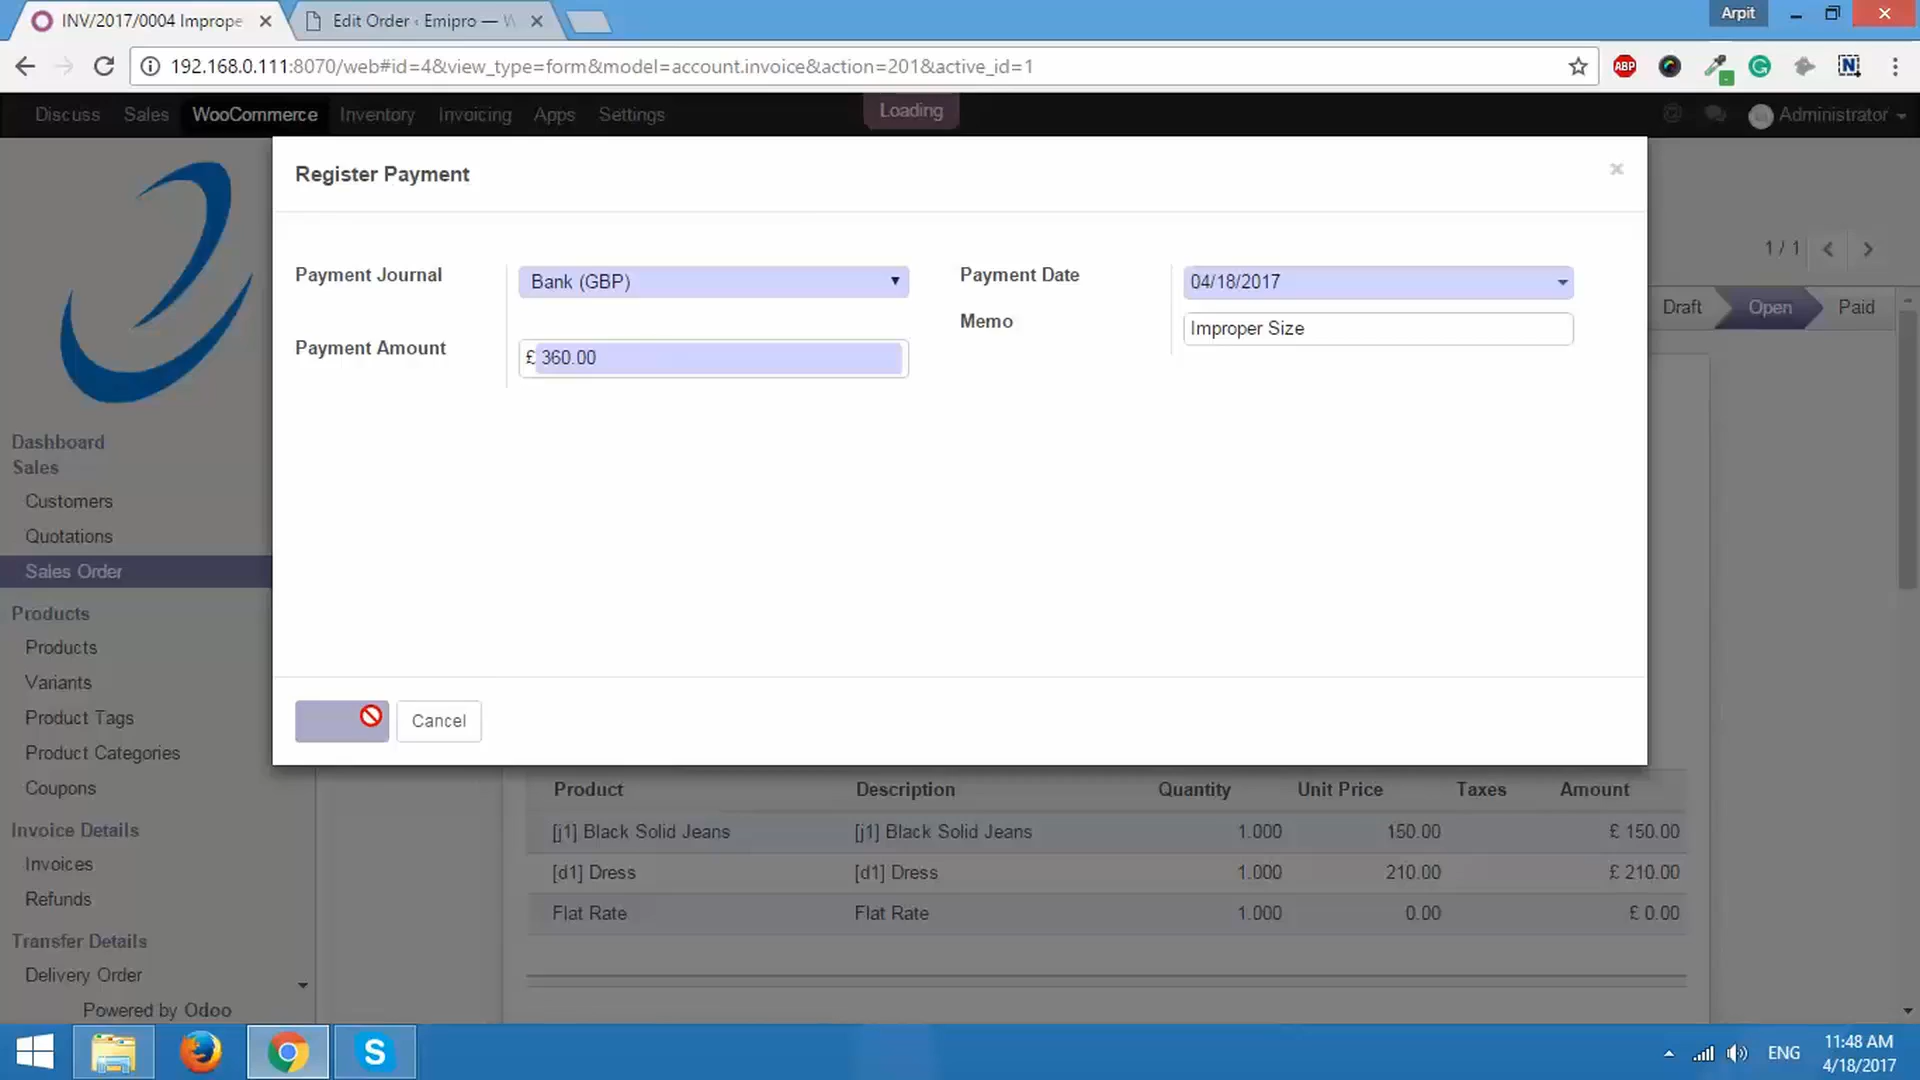 INV/2017/0004 Imprope
Edit Order ‹ Emipro — W
Arpit
192.168.0.111:8070/web#id=4&view_type=form&model=account.invoice&action=201&active_id=1
ABP
N
Discuss Sales WooCommerce Inventory Invoicing Apps Settings
Loading
@
Administrator
Register Payment
×
Payment Journal
Bank (GBP)
Payment Date
04/18/2017
Memo
Improper Size
Payment Amount
£ 360.00
Cancel
1 / 1
Draft Open Paid
Dashboard
Sales
Customers
Quotations
Sales Order
Products
Products
Variants
Product Tags
Product Categories
Coupons
Invoice Details
Invoices
Refunds
Transfer Details
Delivery Order
Powered by Odoo
Product Description Quantity Unit Price Taxes Amount
[j1] Black Solid Jeans [j1] Black Solid Jeans 1.000 150.00 £ 150.00
[d1] Dress [d1] Dress 1.000 210.00 £ 210.00
Flat Rate Flat Rate 1.000 0.00 £ 0.00
S
ENG
11:48 AM
4/18/2017